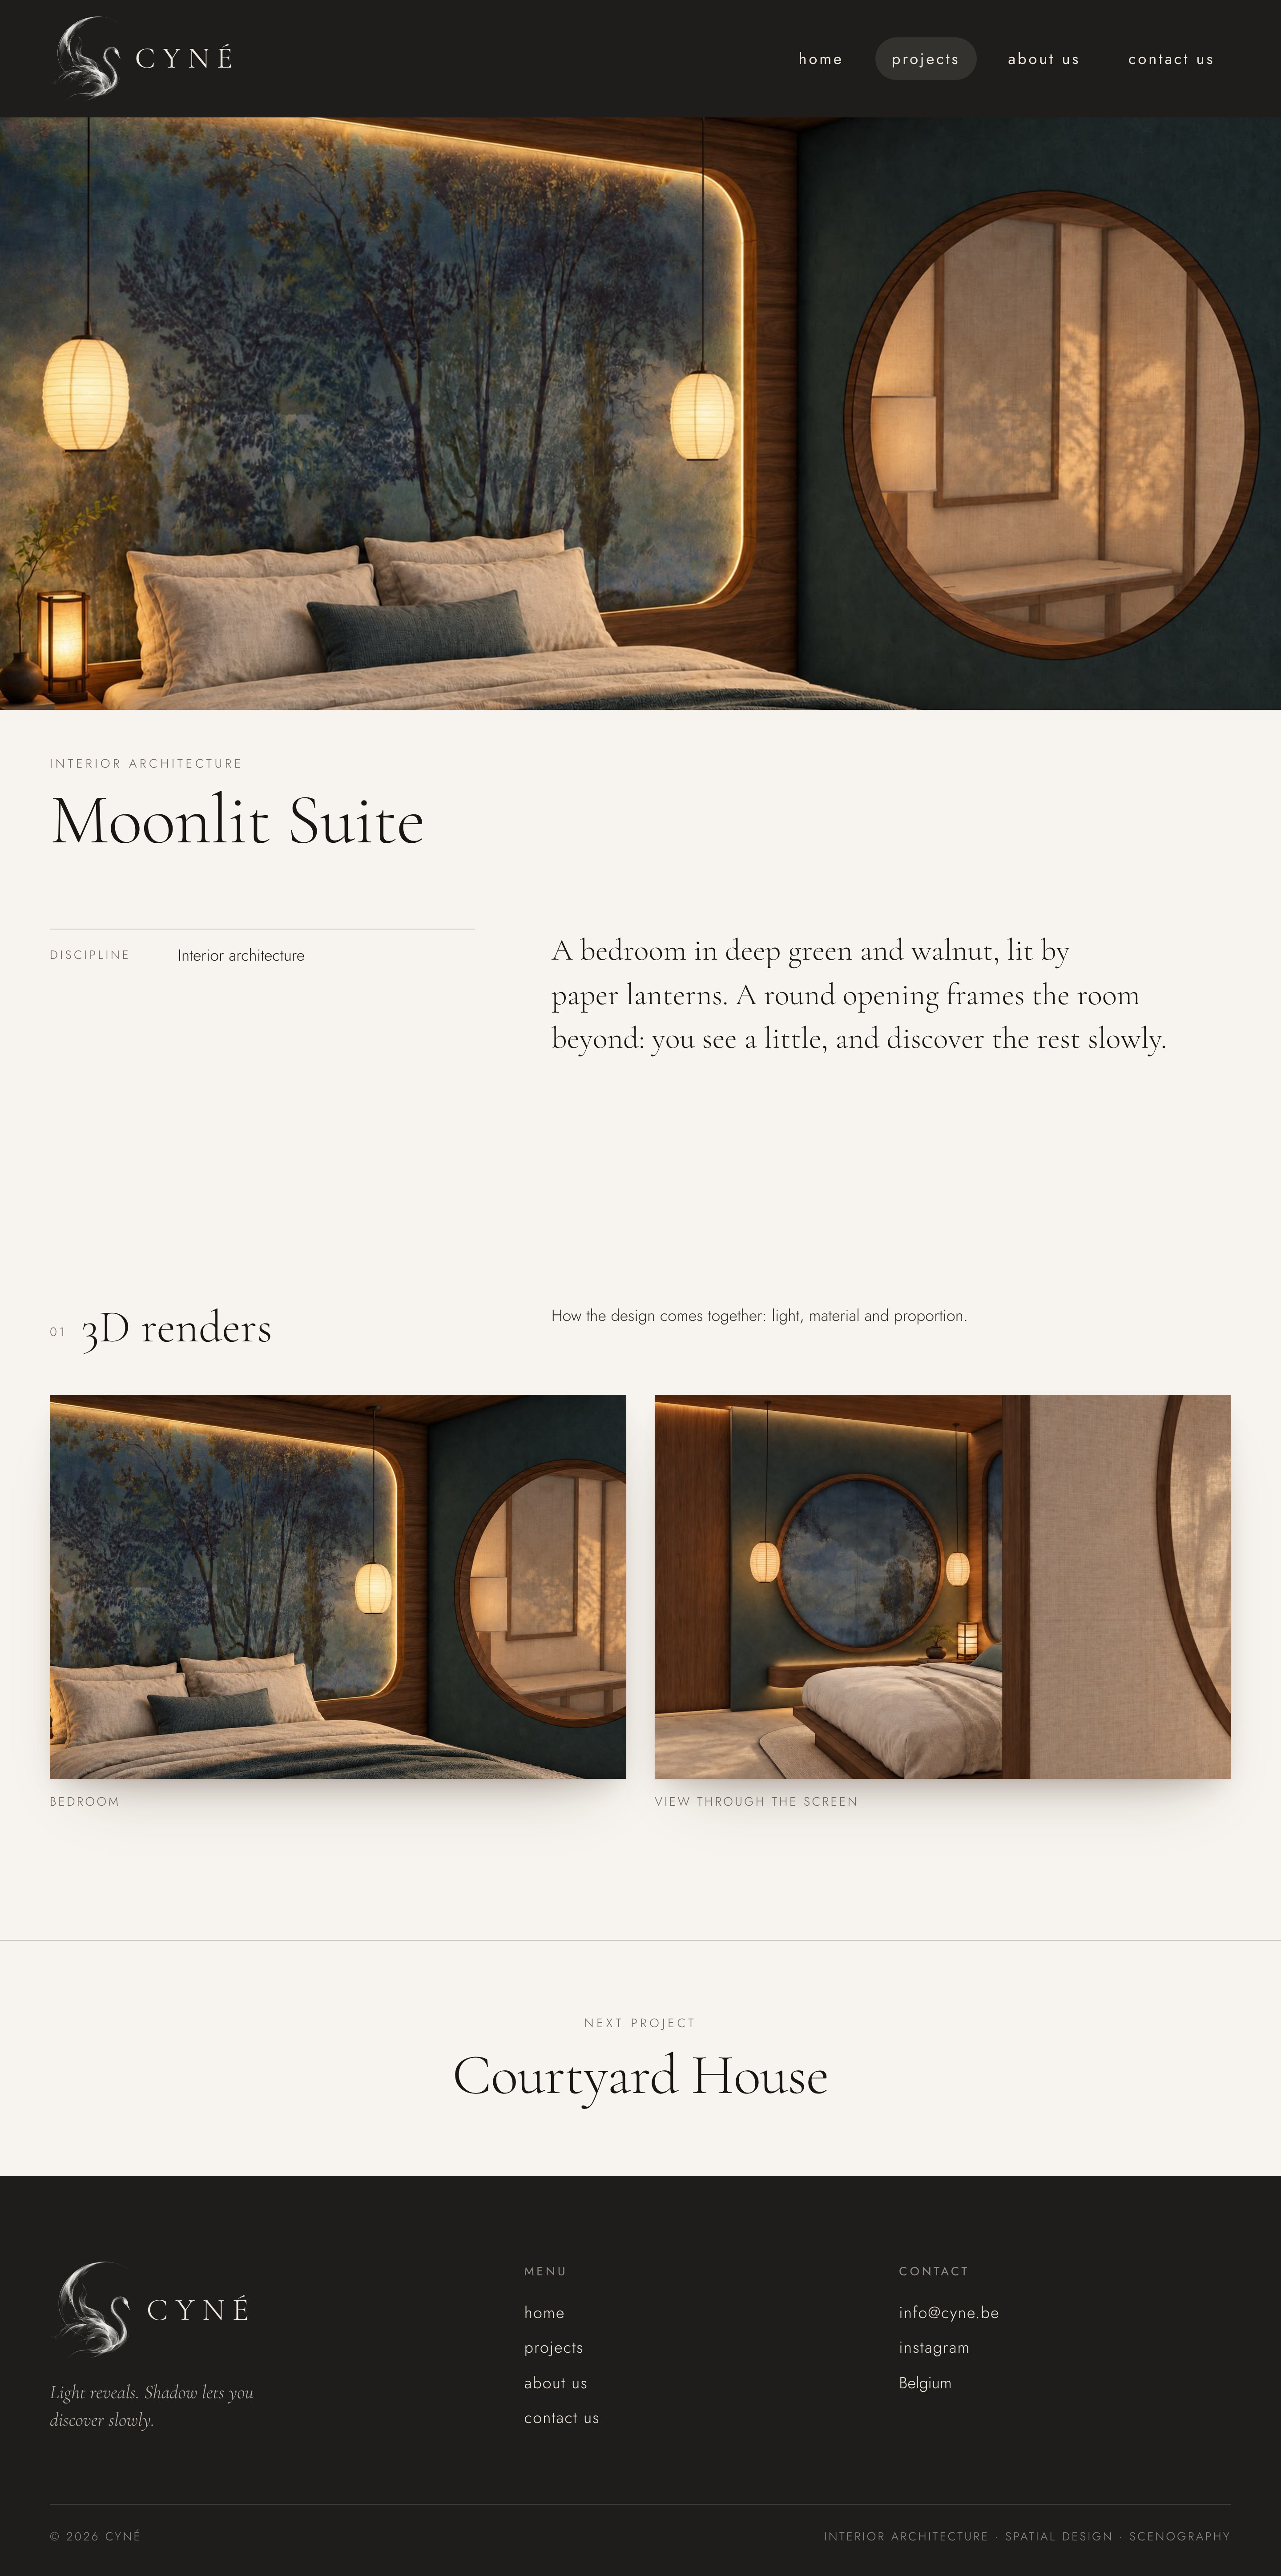 CYNÉ
home
projects
about us
contact us
INTERIOR ARCHITECTURE
Moonlit Suite
DISCIPLINE
Interior architecture
A bedroom in deep green and walnut, lit by
paper lanterns. A round opening frames the room
beyond: you see a little, and discover the rest slowly.
01
3D renders
How the design comes together: light, material and proportion.
BEDROOM
VIEW THROUGH THE SCREEN
NEXT PROJECT
Courtyard House
CYNÉ
Light reveals. Shadow lets you
discover slowly.
MENU
home
projects
about us
contact us
CONTACT
info@cyne.be
instagram
Belgium
© 2026 CYNÉ
INTERIOR ARCHITECTURE · SPATIAL DESIGN · SCENOGRAPHY